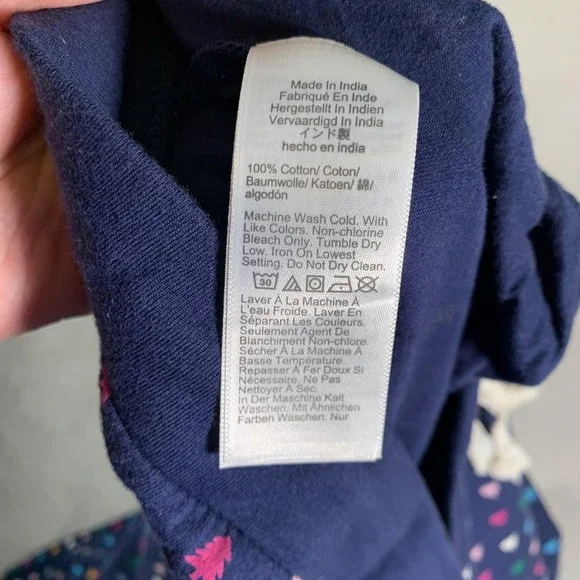 Made In India
Fabriqué En Inde
Hergestellt In Indien
Vervaardigd In India
インド製
hecho en india
100% Cotton/ Coton/
Baumwolle/ Katoen/ 綿/
algodón
Machine Wash Cold. With
Like Colors. Non-chlorine
Bleach Only. Tumble Dry
Low. Iron On Lowest
Setting. Do Not Dry Clean.
30
Laver À La Machine À
L'eau Froide. Laver En
Séparant Les Couleurs.
Seulement Agent De
Blanchiment Non-chlore.
Sécher À La Machine À
Basse Température.
Repasser À Fer Doux Si
Nécessaire. Ne Pas
Nettoyer À Sec.
In Der Maschine Kalt
Waschen. Mit Ähnlichen
Farben Waschen. Nur